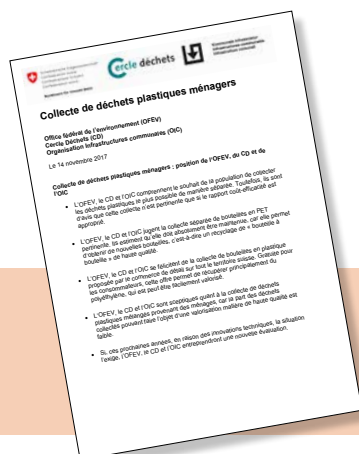 Cercle déchets
Collecte de déchets plastiques ménagers
Office fédéral de l'environnement (OFEV)
Cercle Déchets (CD)
Organisation Infrastructures communales (OIC)
Le 14 novembre 2017
Collecte de déchets plastiques ménagers : position de l'OFEV, du CD et de
l'OIC
• L'OFEV, le CD et l'OIC comprennent le souhait de la population de collecter
les déchets plastiques le plus possible de manière séparée. Toutefois, ils sont
d'avis que cette collecte n'est pertinente que si le rapport coût-efficacité est
approprié.
• L'OFEV, le CD et l'OIC jugent la collecte séparée de bouteilles en PET
pertinente. Ils estiment qu'elle doit absolument être maintenue, car elle permet
d'obtenir de nouvelles bouteilles, c'est-à-dire un recyclage de « bouteille à
bouteille » de haute qualité.
• L'OFEV, le CD et l'OIC se félicitent de la collecte de bouteilles en plastique
proposée par le commerce de détail sur tout le territoire suisse. Gratuite pour
les consommateurs, cette offre permet de récupérer principalement du
polyéthylène, qui est peut être facilement valorisé.
• L'OFEV, le CD et l'OIC sont sceptiques quant à la collecte de déchets
plastiques mélangés provenant des ménages, car la part des déchets
collectés pouvant faire l'objet d'une valorisation matière de haute qualité est
faible.
• Si, ces prochaines années, en raison des innovations techniques, la situation
l'exige, l'OFEV, le CD et l'OIC entreprendront une nouvelle évaluation.